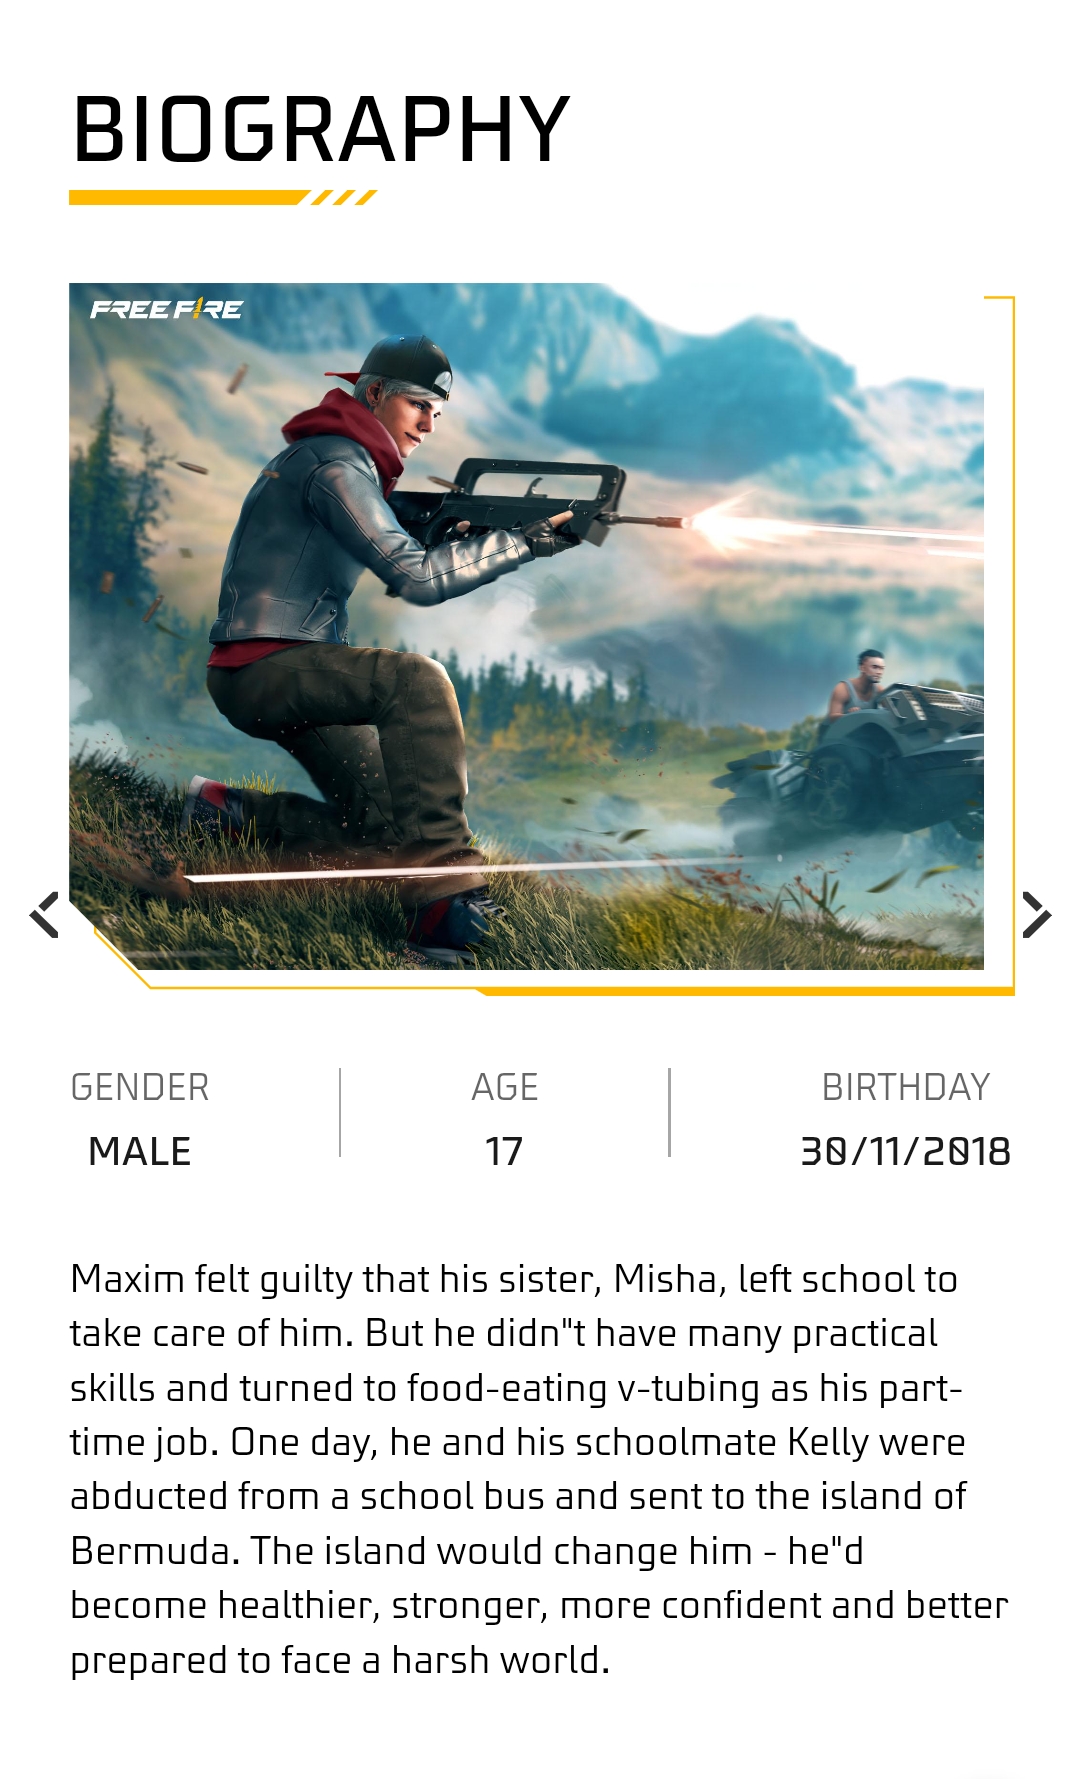 BIOGRAPHY
FREE FIRE
GENDER
AGE
BIRTHDAY
MALE
17
30/11/2018
Maxim felt guilty that his sister, Misha, left school to
take care of him. But he didn"t have many practical
skills and turned to food-eating v-tubing as his part-
time job. One day, he and his schoolmate Kelly were
abducted from a school bus and sent to the island of
Bermuda. The island would change him - he"d
become healthier, stronger, more confident and better
prepared to face a harsh world.